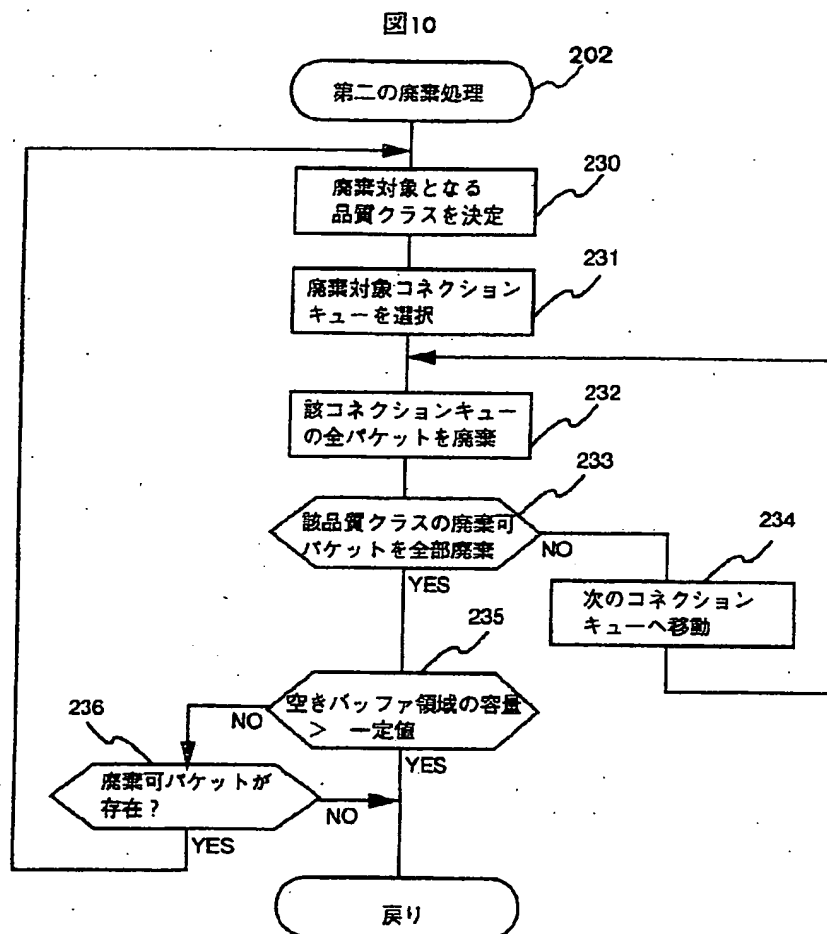 図10
202
第二の廃棄処理
230
廃棄対象となる
品質クラスを決定
231
廃棄対象コネクション
キューを選択
232
該コネクションキュー
の全パケットを廃棄
233
該品質クラスの廃棄可
パケットを全部廃棄
NO
YES
234
次のコネクション
キューへ移動
235
空きバッファ領域の容量
> 一定値
NO
YES
236
廃棄可パケットが
存在?
NO
YES
戻り